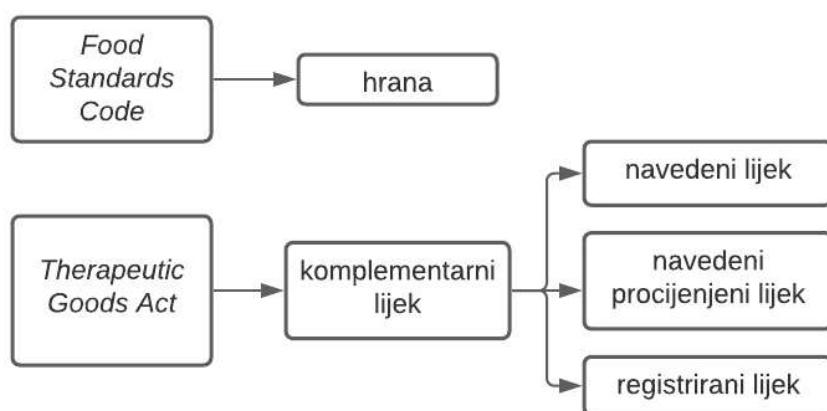 Food
Standards
Code
hrana
Therapeutic
Goods Act
komplementarni
lijek
navedeni lijek
navedeni
procijenjeni lijek
registrirani lijek